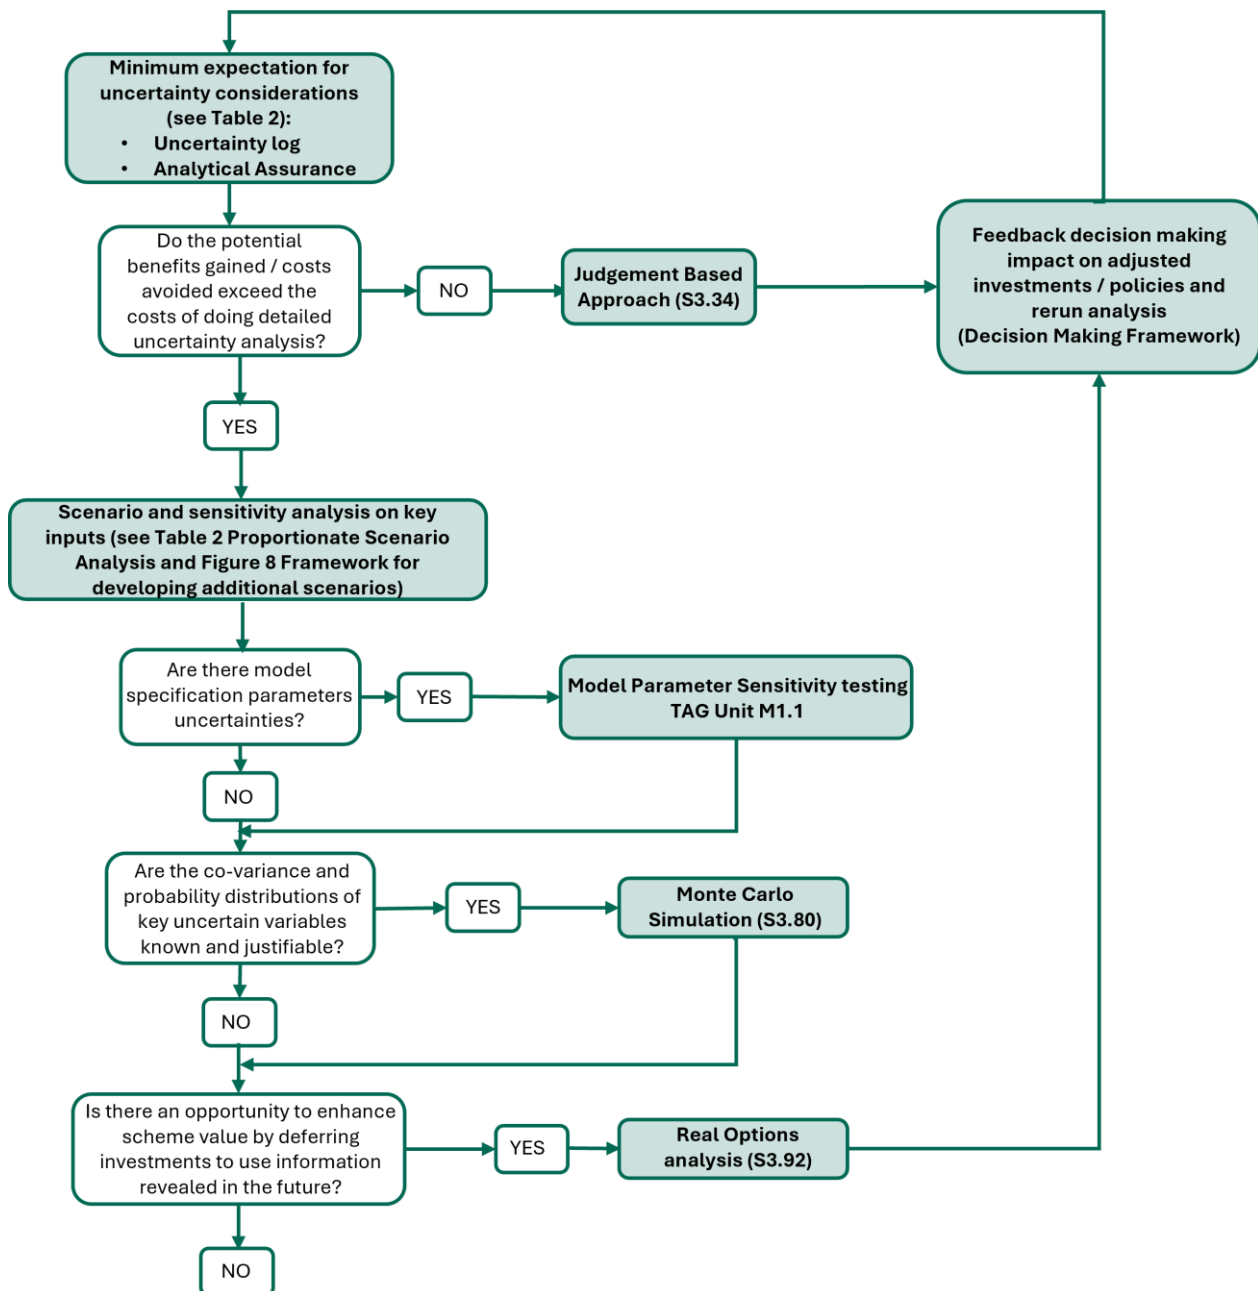 Minimum expectation for
uncertainty considerations
(see Table 2):
• Uncertainty log
• Analytical Assurance
Do the potential
benefits gained / costs
avoided exceed the
costs of doing detailed
uncertainty analysis?
NO
Judgement Based
Approach (S3.34)
Feedback decision making
impact on adjusted
investments / policies and
rerun analysis
(Decision Making Framework)
YES
Scenario and sensitivity analysis on key
inputs (see Table 2 Proportionate Scenario
Analysis and Figure 8 Framework for
developing additional scenarios)
Are there model
specification parameters
uncertainties?
YES
Model Parameter Sensitivity testing
TAG Unit M1.1
NO
Are the co-variance and
probability distributions of
key uncertain variables
known and justifiable?
YES
Monte Carlo
Simulation (S3.80)
NO
Is there an opportunity to enhance
scheme value by deferring
investments to use information
revealed in the future?
YES
Real Options
analysis (S3.92)
NO